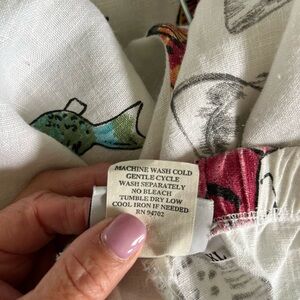 MACHINE WASH COLD
GENTLE CYCLE
WASH SEPARATELY
NO BLEACH
TUMBLE DRY LOW
COOL IRON IF NEEDED
RN 94702